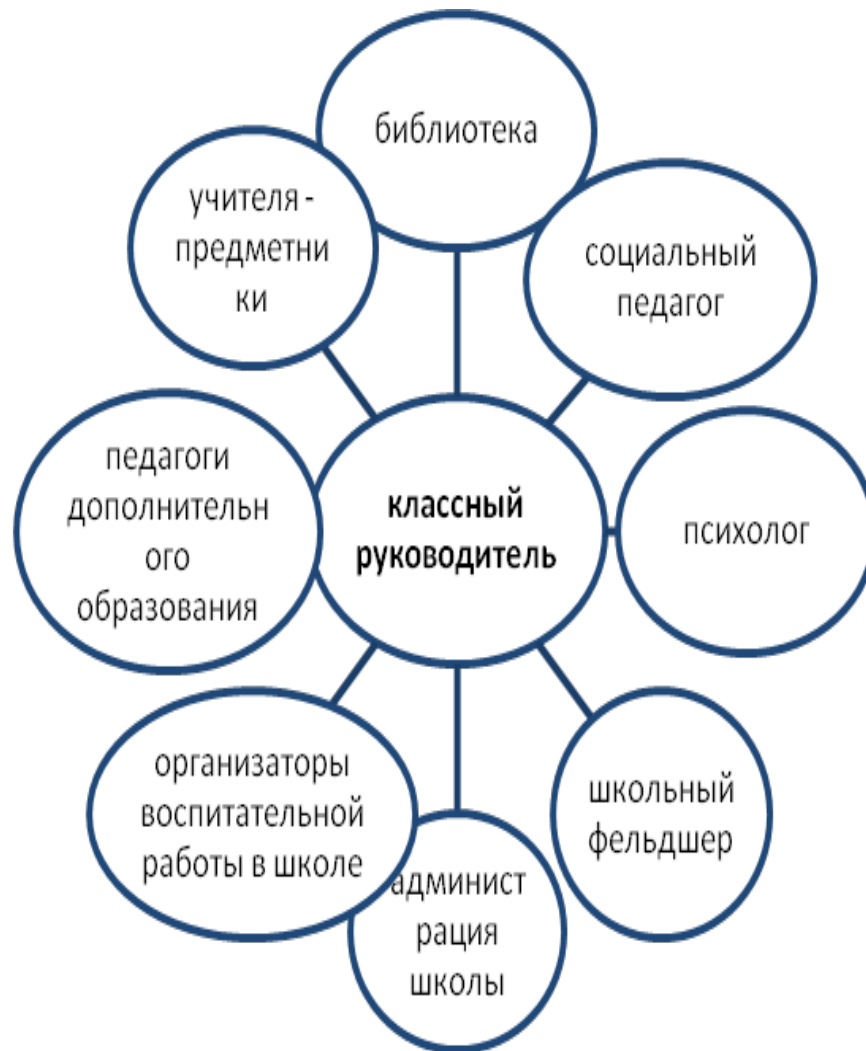 библиотека
учителя -
предметни
ки
социальный
педагог
педагоги
дополнительн
ого
образования
классный
руководитель
психолог
организаторы
воспитательной
работы в школе
школьный
фельдшер
админист
рация
школы